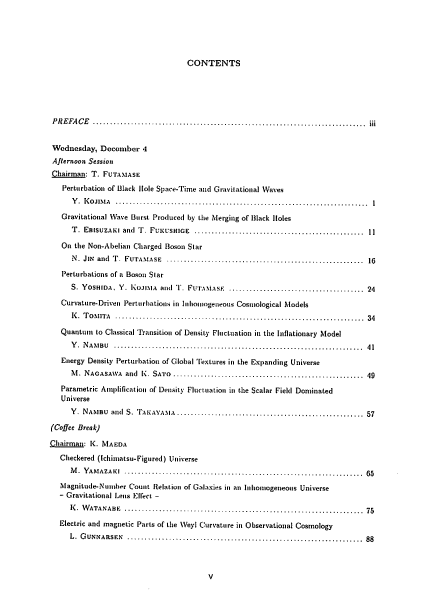 CONTENTS
PREFACE ........ iii
Wednesday, December 4
Afternoon Session
Chairman: T. FUTAMASE
Perturbation of Black Hole Space-Time and Gravitational Waves
Y. KOJIMA ........ 1
Gravitational Wave Burst Produced by the Merging of Black Holes
T. EBISUZAKI and T. FUKUSHIGE ........ 11
On the Non-Abelian Charged Boson Star
N. JIN and T. FUTAMASE ........ 16
Perturbations of a Boson Star
S. YOSHIDA, Y. KOJIMA and T. FUTAMASE ........ 24
Curvature-Driven Perturbations in Inhomogeneous Cosmological Models
K. TOMITA ........ 34
Quantum to Classical Transition of Density Fluctuation in the Inflationary Model
Y. NAMBU ........ 41
Energy Density Perturbation of Global Textures in the Expanding Universe
M. NAGASAWA and K. SATO ........ 49
Parametric Amplification of Density Fluctuation in the Scalar Field Dominated
Universe
Y. NAMBU and S. TAKAYAMA ........ 57
(Coffee Break)
Chairman: K. MAEDA
Checkered (Ichimatsu-Figured) Universe
M. YAMAZAKI ........ 65
Magnitude-Number Count Relation of Galaxies in an Inhomogeneous Universe
– Gravitational Lens Effect –
K. WATANABE ........ 75
Electric and magnetic Parts of the Weyl Curvature in Observational Cosmology
L. GUNNARSEN ........ 88
v